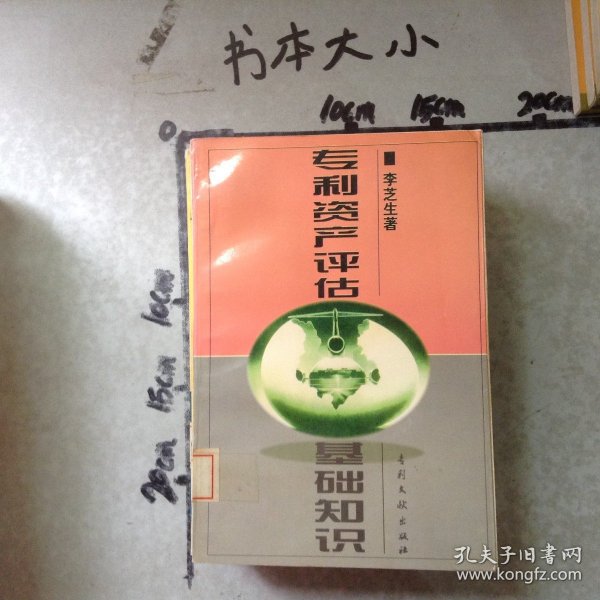 书本大小
0
10cm
15cm
20cm
10cm
15cm
20cm
专利资产评估
基础知识
李芝生著
专利文献出版社
孔夫子旧书网
www.kongfz.com